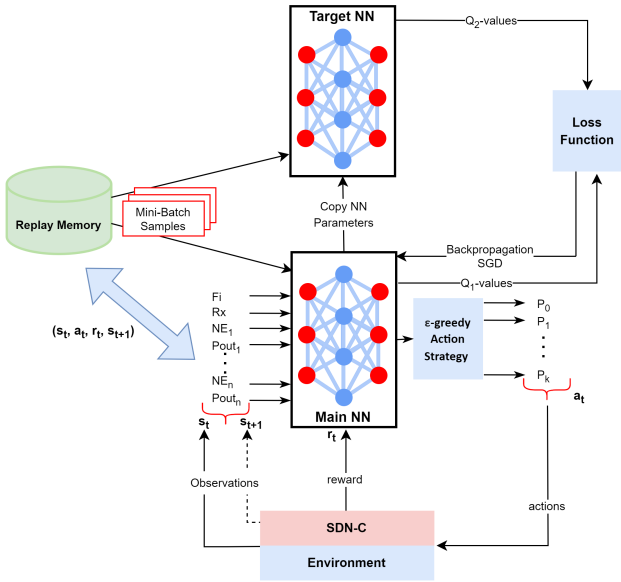 Target NN
Q2-values
Loss
Function
Replay Memory
Mini-Batch
Samples
Copy NN
Parameters
Backpropagation
SGD
Q1-values
(st, at, rt, st+1)
Fi
Rx
NE1
Pout1
NEn
Poutn
ε-greedy
Action
Strategy
P0
P1
Pk
Main NN
st
st+1
rt
at
Observations
reward
actions
SDN-C
Environment